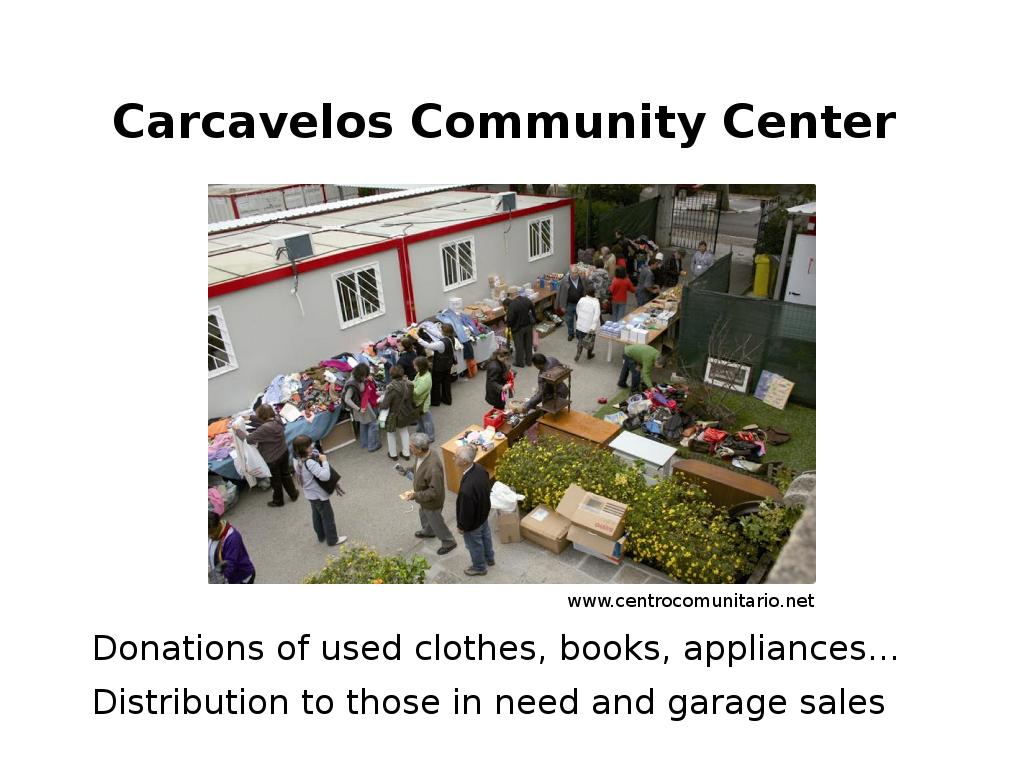 Carcavelos Community Center
www.centrocomunitario.net
Donations of used clothes, books, appliances…
Distribution to those in need and garage sales